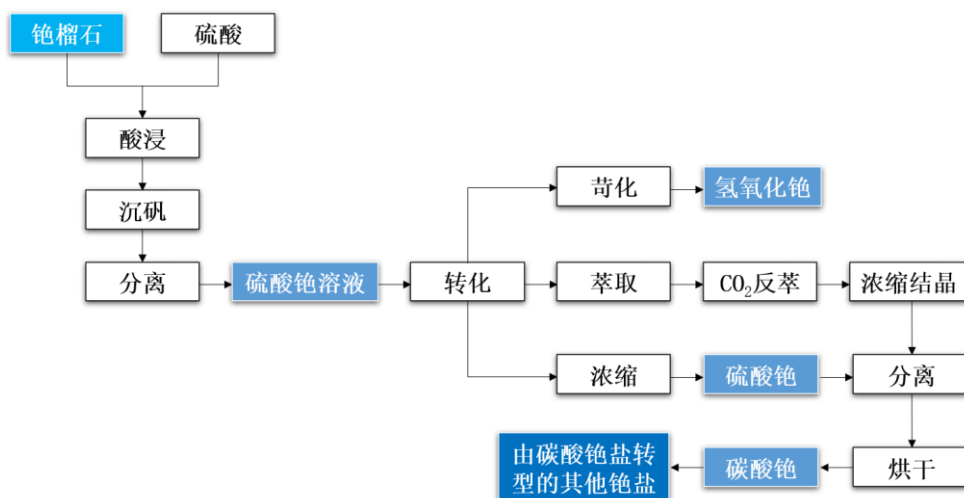 铯榴石
硫酸
酸浸
沉矾
分离
硫酸铯溶液
转化
苛化
氢氧化铯
萃取
CO₂反萃
浓缩结晶
浓缩
硫酸铯
分离
由碳酸铯盐转
型的其他铯盐
碳酸铯
烘干